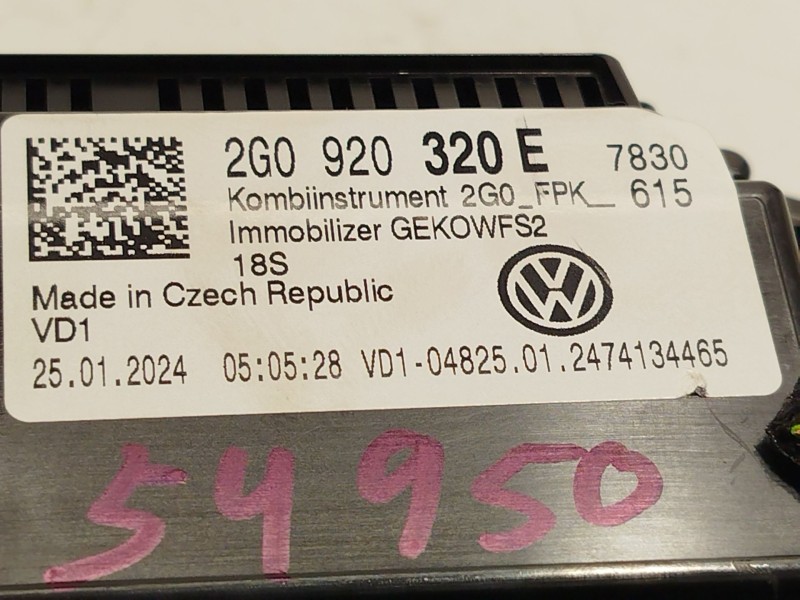 2G0 920 320 E 7830
Kombiinstrument 2G0_FPK_ 615
Immobilizer GEKOWFS2
18S
Made in Czech Republic
VD1
25.01.2024 05:05:28 VD1-04825.01.2474134465
54950